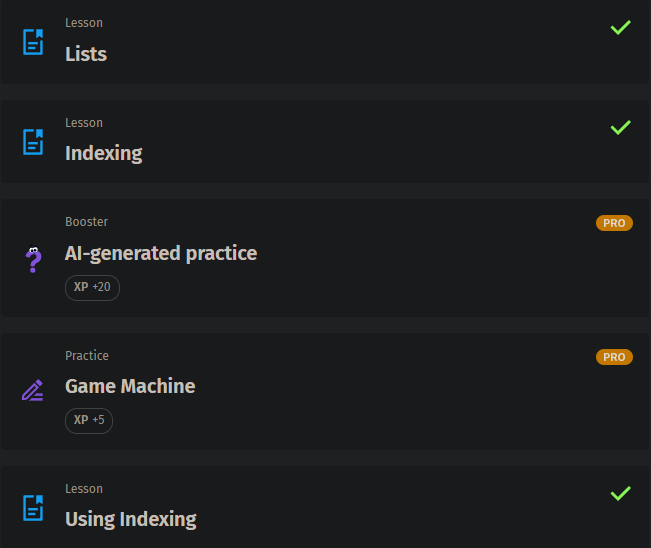 Lesson
Lists
Lesson
Indexing
Booster
PRO
AI-generated practice
XP +20
Practice
PRO
Game Machine
XP +5
Lesson
Using Indexing